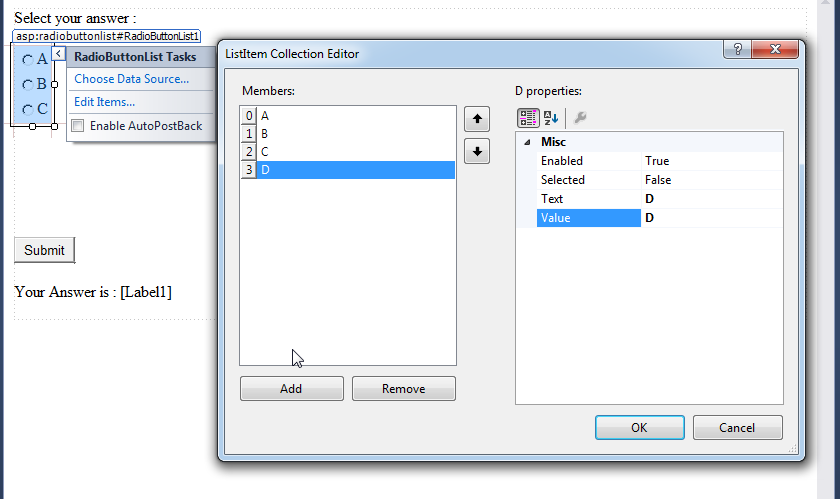 Select your answer :
asp:radiobuttonlist#RadioButtonList1
A
B
C
RadioButtonList Tasks
Choose Data Source...
Edit Items...
Enable AutoPostBack
Submit
Your Answer is : [Label1]
ListItem Collection Editor
Members:
0 A
1 B
2 C
3 D
Add Remove
D properties:
Misc
Enabled True
Selected False
Text D
Value D
OK Cancel